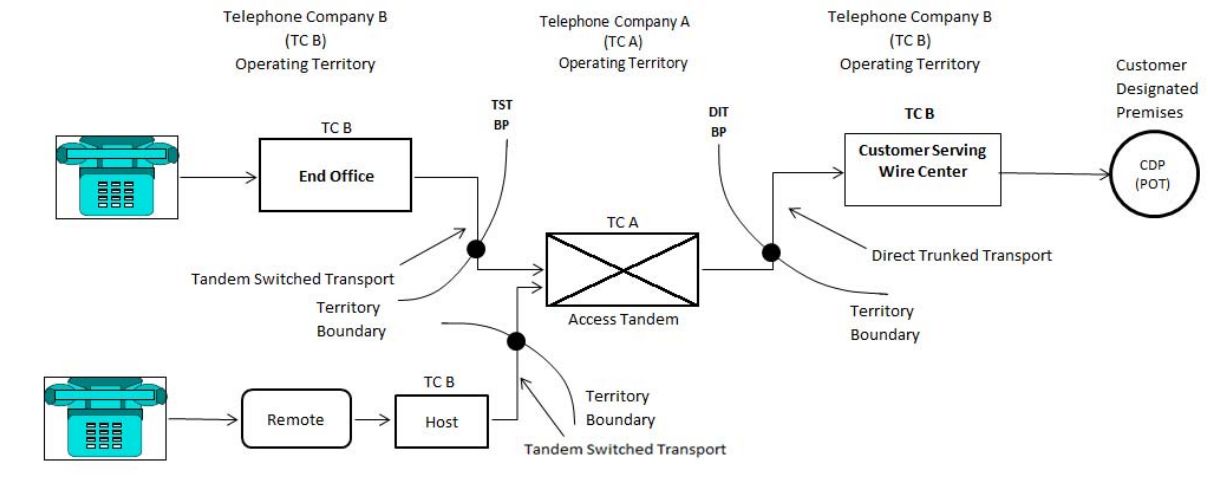 Telephone Company B
(TC B)
Operating Territory
Telephone Company A
(TC A)
Operating Territory
Telephone Company B
(TC B)
Operating Territory
Customer
Designated
Premises
TST
BP
DIT
BP
TC B
End Office
TC B
Customer Serving
Wire Center
CDP
(POT)
TC A
Access Tandem
Tandem Switched Transport
Territory
Boundary
Direct Trunked Transport
Territory
Boundary
Remote
TC B
Host
Territory
Boundary
Tandem Switched Transport